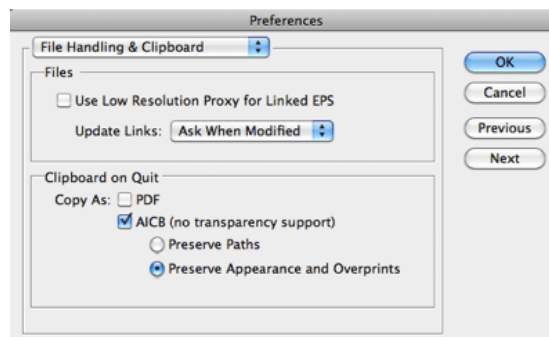 Preferences
File Handling & Clipboard
OK
Files
Cancel
Use Low Resolution Proxy for Linked EPS
Update Links: Ask When Modified
Previous
Next
Clipboard on Quit
Copy As: PDF
AICB (no transparency support)
Preserve Paths
Preserve Appearance and Overprints